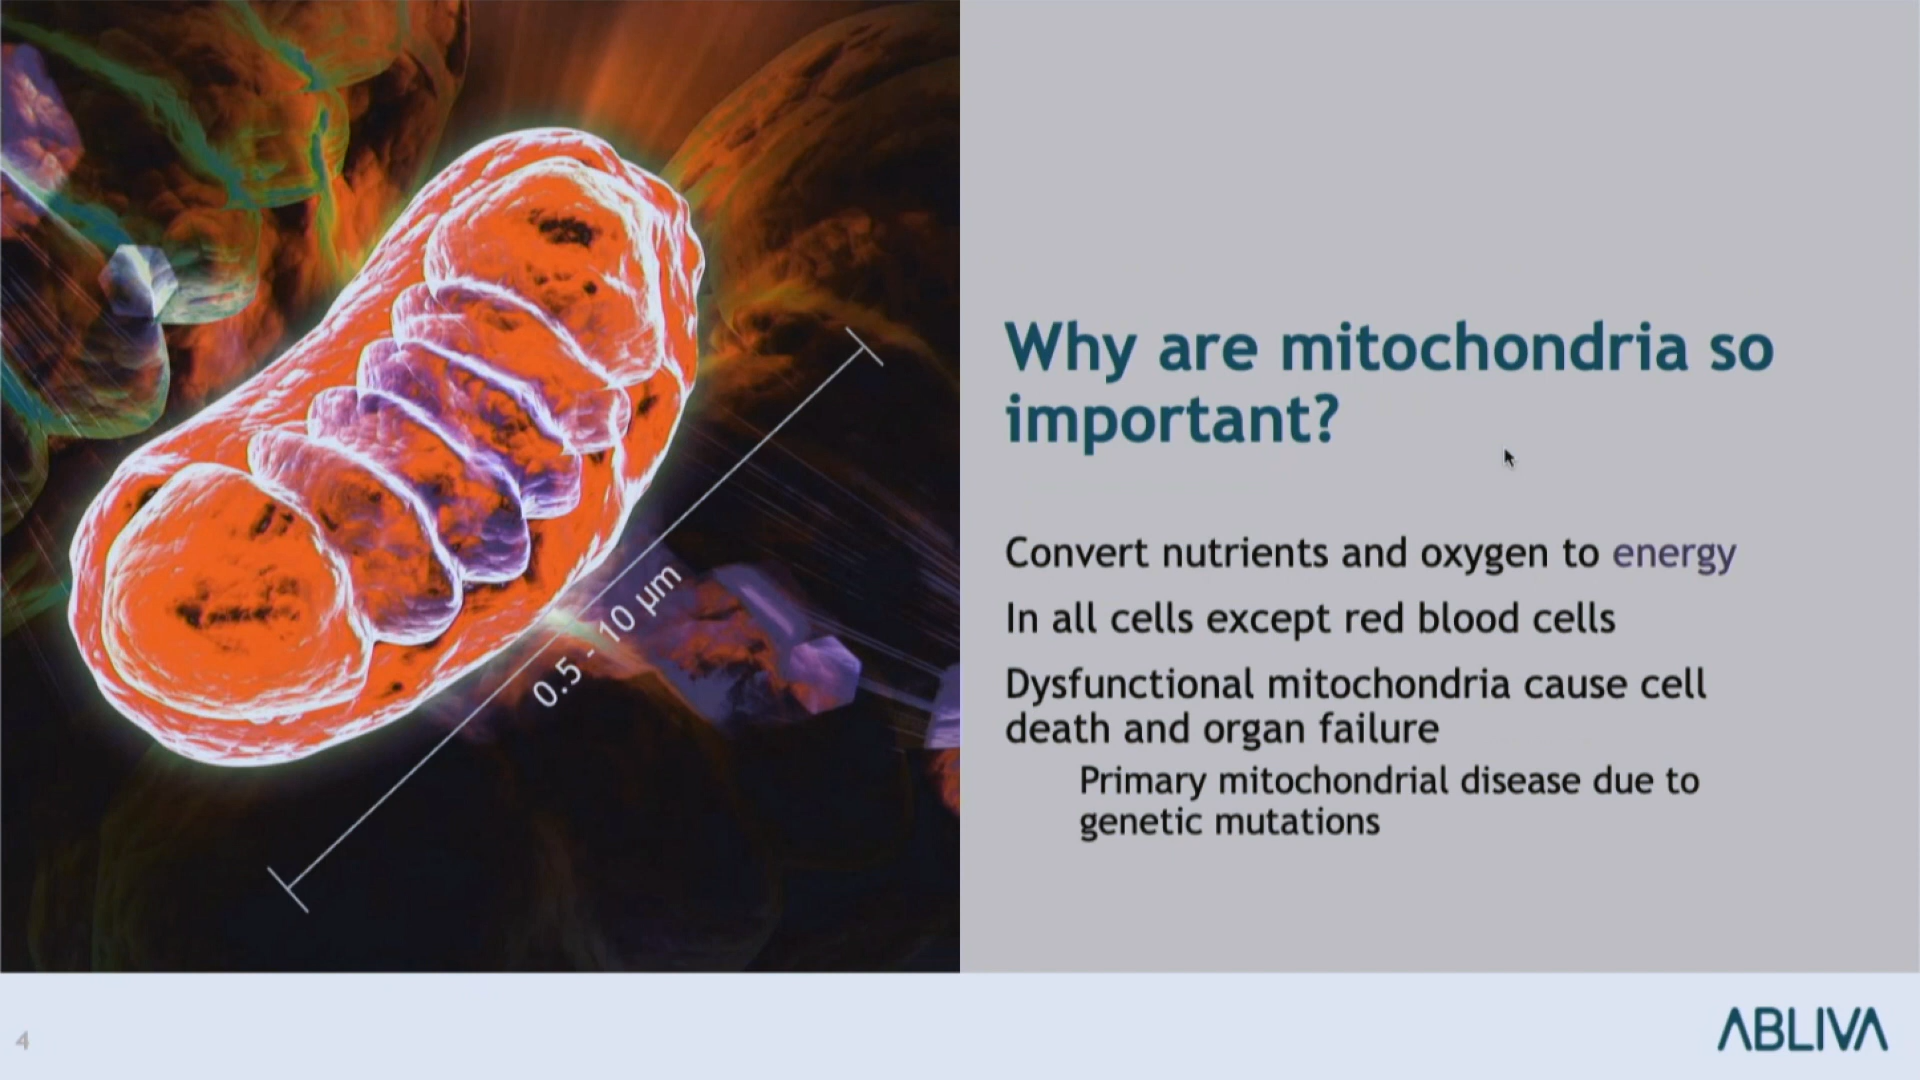 0.5 - 10 µm
Why are mitochondria so
important?
Convert nutrients and oxygen to energy
In all cells except red blood cells
Dysfunctional mitochondria cause cell
death and organ failure
Primary mitochondrial disease due to
genetic mutations
4
ABLIVA